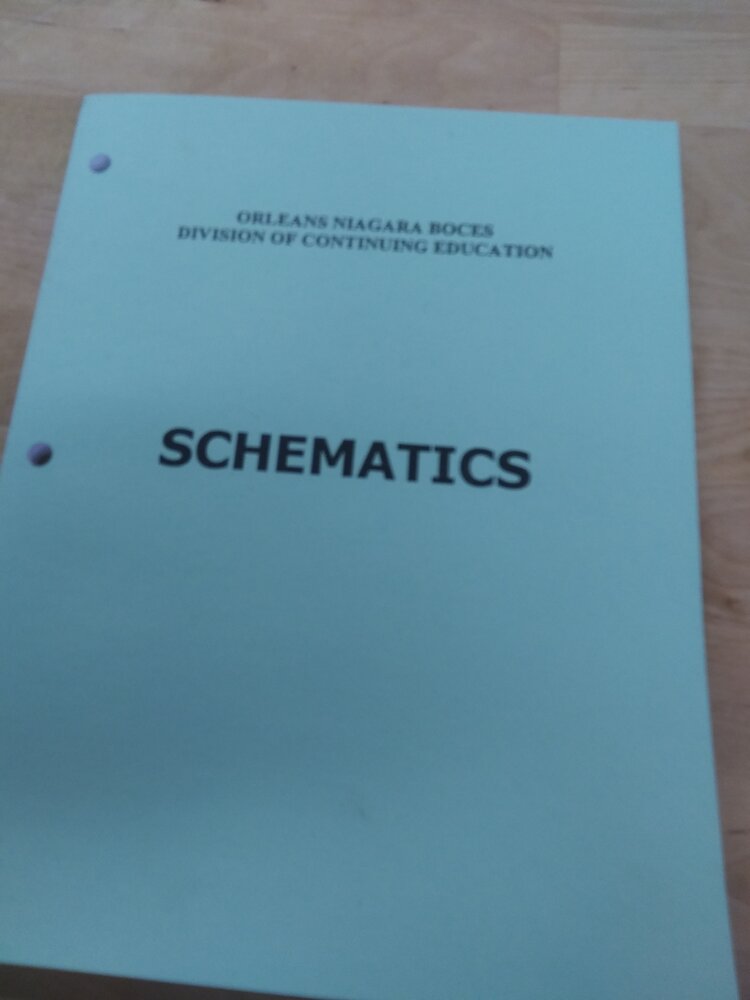 ORLEANS NIAGARA BOCES
DIVISION OF CONTINUING EDUCATION
SCHEMATICS